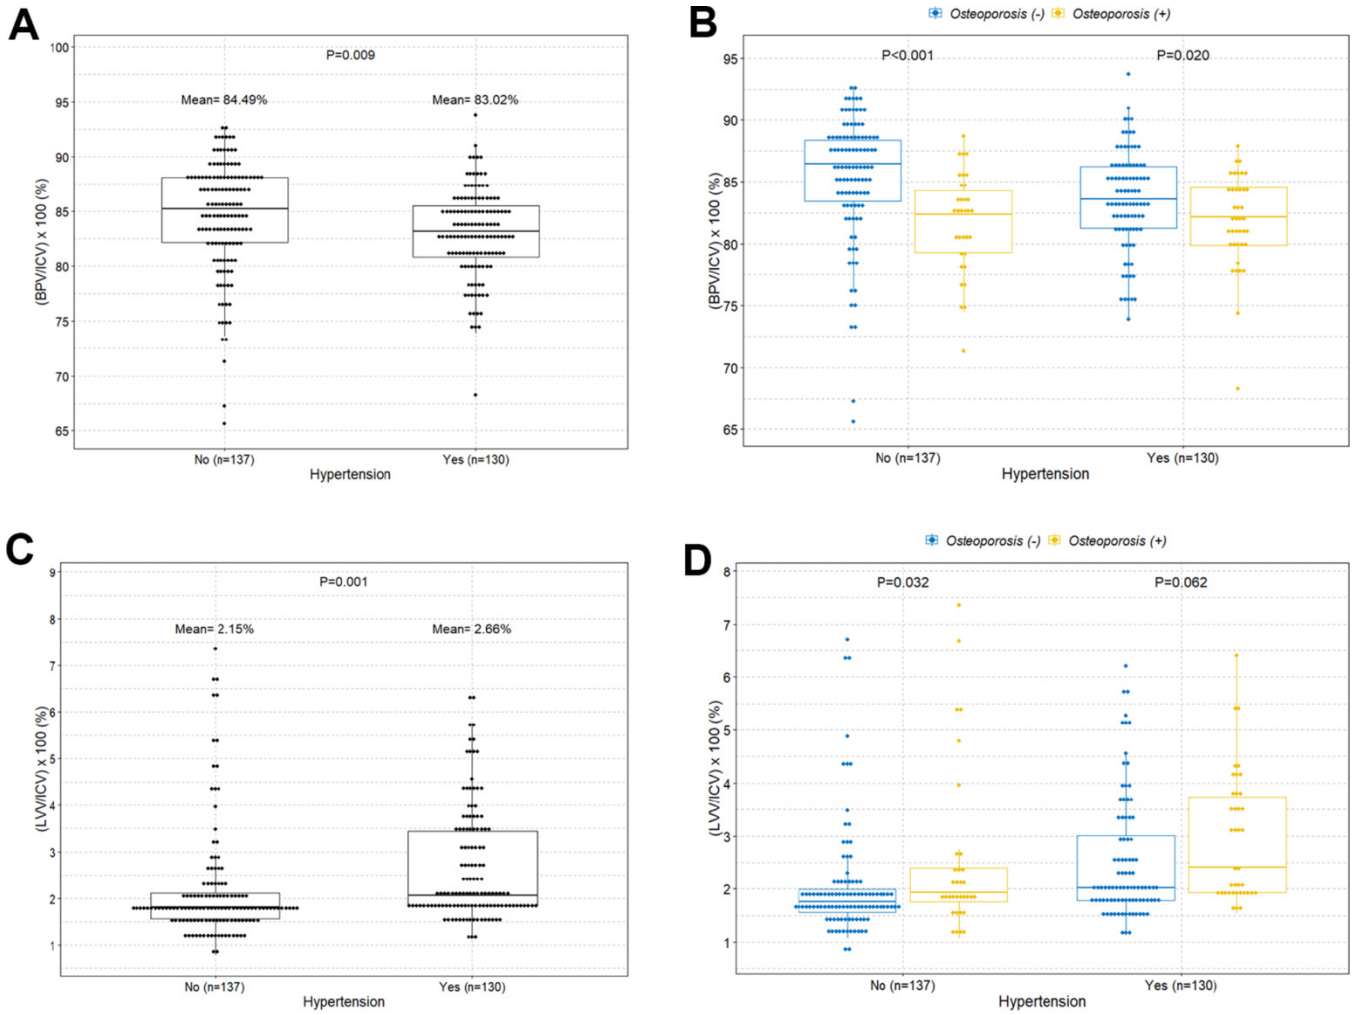 A
100
95
90
85
80
75
70
65
(BPV/ICV) x 100 (%)
P=0.009
Mean= 84.49%
Mean= 83.02%
No (n=137)
Yes (n=130)
Hypertension
B
Osteoporosis (-)
Osteoporosis (+)
95
90
85
80
75
70
65
(BPV/ICV) x 100 (%)
P<0.001
P=0.020
No (n=137)
Yes (n=130)
Hypertension
C
9
8
7
6
5
4
3
2
1
(LVV/ICV) x 100 (%)
P=0.001
Mean= 2.15%
Mean= 2.66%
No (n=137)
Yes (n=130)
Hypertension
D
Osteoporosis (-)
Osteoporosis (+)
8
7
6
5
4
3
2
1
(LVV/ICV) x 100 (%)
P=0.032
P=0.062
No (n=137)
Yes (n=130)
Hypertension